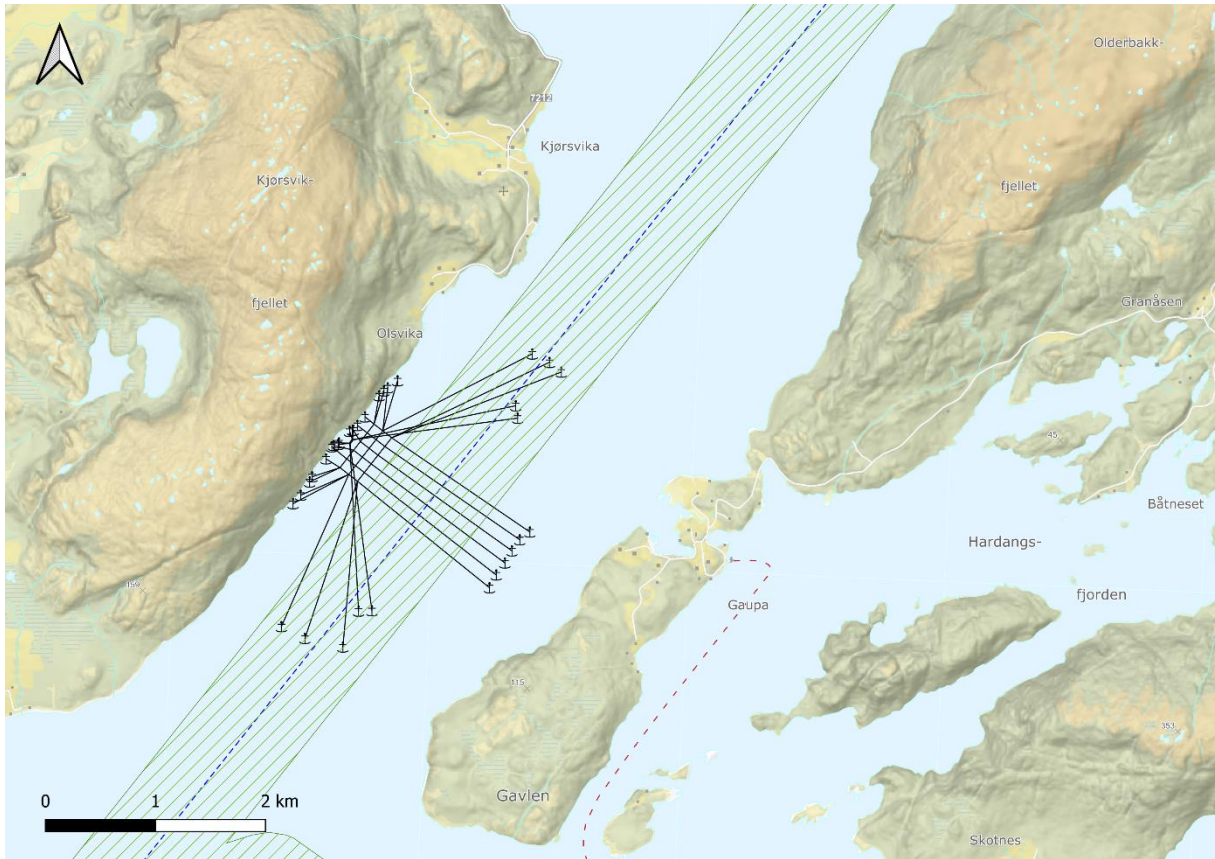 Olderbakk-
7212
Kjørsvika
Kjørsvik-
fjellet
fjellet
Granåsen
Olsvika
45
Båtneset
Hardangs-
159
fjorden
Gaupa
115
353
Gavlen
0 1 2 km
Skotnes